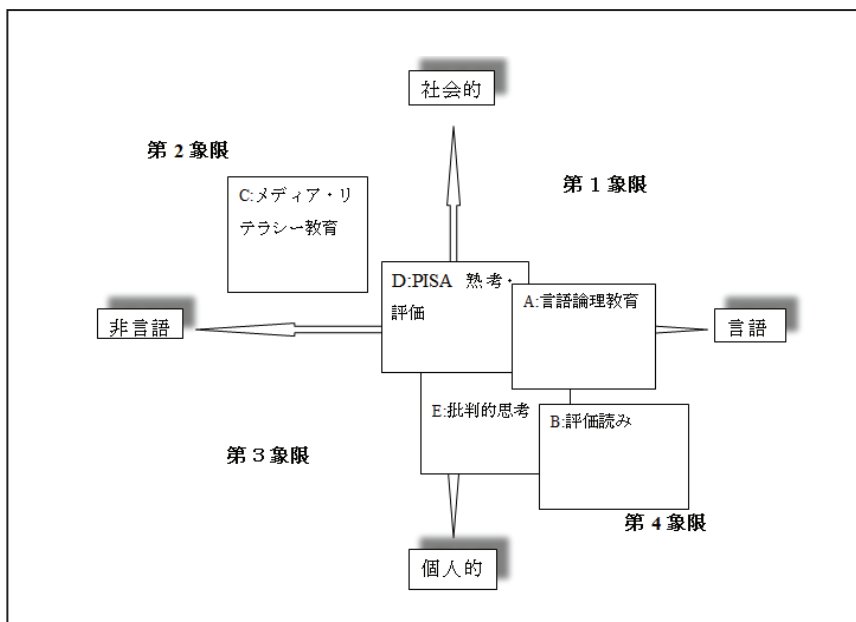 社会的
第2象限
第1象限
C:メディア・リ
テラシー教育
D:PISA 熟考・
評価
A:言語論理教育
非言語
言語
E:批判的思考
B:評価読み
第3象限
第4象限
個人的